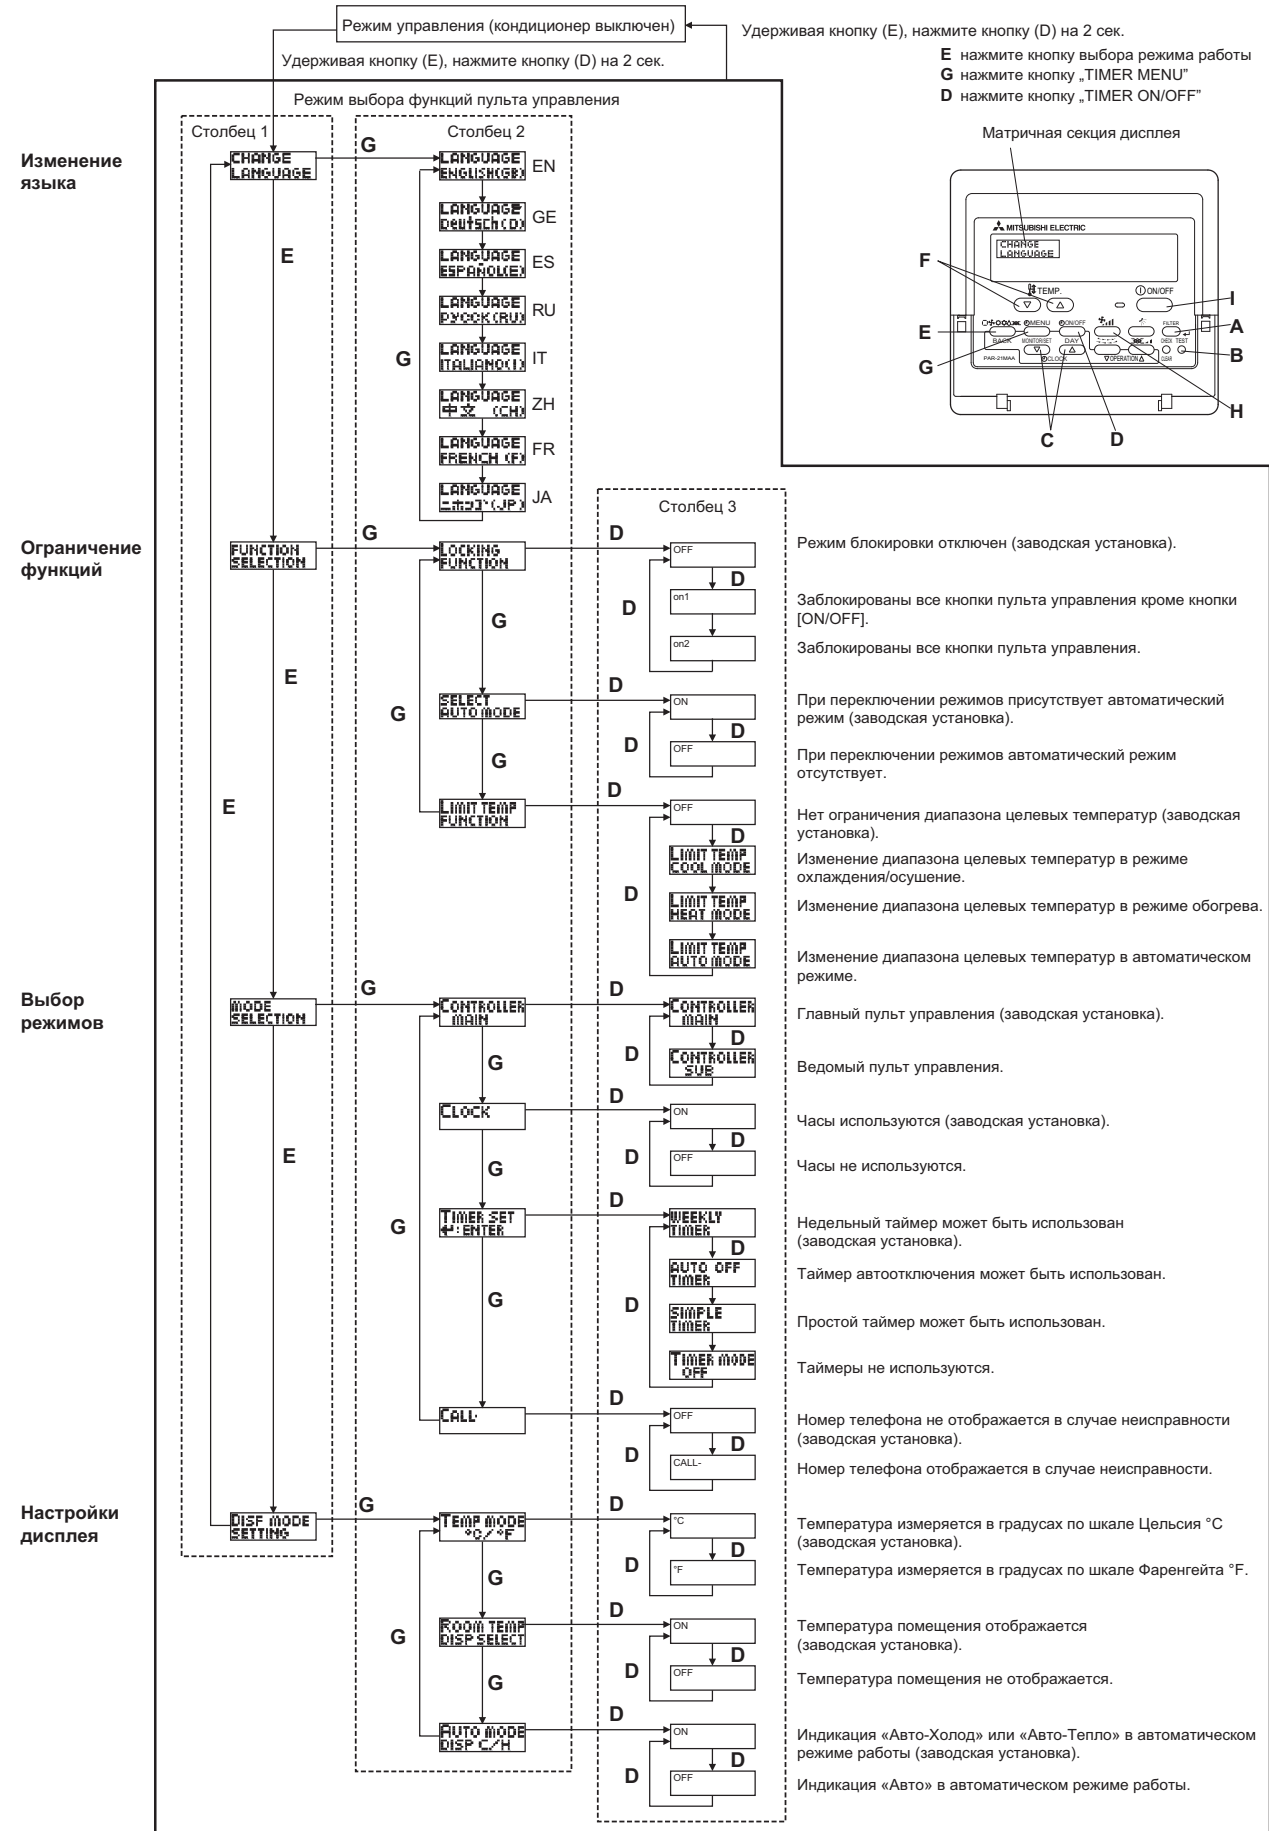 Режим управления (кондиционер выключен)
Удерживая кнопку (E), нажмите кнопку (D) на 2 сек.
Удерживая кнопку (E), нажмите кнопку (D) на 2 сек.
E нажмите кнопку выбора режима работы
G нажмите кнопку „TIMER MENU”
D нажмите кнопку „TIMER ON/OFF”
Матричная секция дисплея
MITSUBISHI ELECTRIC
CHANGE
LANGUAGE
TEMP.
ON/OFF
MENU
ON/OFF
FILTER
BACK
MONITOR/SET
DAY
CHECK
TEST
PAR-21MAA
CLOCK
OPERATION
CLEAR
F
E
G
C
D
I
A
B
H
Режим выбора функций пульта управления
Столбец 1
Столбец 2
Изменение
языка
CHANGE
LANGUAGE
G
LANGUAGE
ENGLISH(GB)
EN
LANGUAGE
Deutsch(D)
GE
LANGUAGE
ESPAÑOL(E)
ES
LANGUAGE
РУССК(RU)
RU
LANGUAGE
ITALIANO(I)
IT
LANGUAGE
中文 (CH)
ZH
LANGUAGE
FRENCH (F)
FR
LANGUAGE
ニホンゴ(JP)
JA
E
G
Столбец 3
Ограничение
функций
FUNCTION
SELECTION
G
LOCKING
FUNCTION
D
OFF
Режим блокировки отключен (заводская установка).
D
on1
Заблокированы все кнопки пульта управления кроме кнопки
[ON/OFF].
D
G
on2
Заблокированы все кнопки пульта управления.
E
SELECT
AUTO MODE
D
ON
При переключении режимов присутствует автоматический
режим (заводская установка).
G
D
D
OFF
При переключении режимов автоматический режим
отсутствует.
G
E
LIMIT TEMP
FUNCTION
D
OFF
Нет ограничения диапазона целевых температур (заводская
установка).
D
LIMIT TEMP
COOL MODE
Изменение диапазона целевых температур в режиме
охлаждения/осушение.
D
LIMIT TEMP
HEAT MODE
Изменение диапазона целевых температур в режиме обогрева.
LIMIT TEMP
AUTO MODE
Изменение диапазона целевых температур в автоматическом
режиме.
Выбор
режимов
MODE
SELECTION
G
CONTROLLER
MAIN
D
CONTROLLER
MAIN
Главный пульт управления (заводская установка).
D
D
G
CONTROLLER
SUB
Ведомый пульт управления.
CLOCK
D
ON
Часы используются (заводская установка).
D
D
E
G
OFF
Часы не используются.
TIMER SET
↵:ENTER
D
WEEKLY
TIMER
Недельный таймер может быть использован
(заводская установка).
G
D
AUTO OFF
TIMER
Таймер автоотключения может быть использован.
G
D
SIMPLE
TIMER
Простой таймер может быть использован.
TIMER MODE
OFF
Таймеры не используются.
CALL-
D
OFF
Номер телефона не отображается в случае неисправности
(заводская установка).
D
D
CALL-
Номер телефона отображается в случае неисправности.
Настройки
дисплея
DISP MODE
SETTING
G
TEMP MODE
°C/°F
D
°C
Температура измеряется в градусах по шкале Цельсия °C
(заводская установка).
D
D
G
°F
Температура измеряется в градусах по шкале Фаренгейта °F.
ROOM TEMP
DISP SELECT
D
ON
Температура помещения отображается
(заводская установка).
G
D
D
G
OFF
Температура помещения не отображается.
AUTO MODE
DISP C/H
D
ON
Индикация «Авто-Холод» или «Авто-Тепло» в автоматическом
режиме работы (заводская установка).
D
D
OFF
Индикация «Авто» в автоматическом режиме работы.